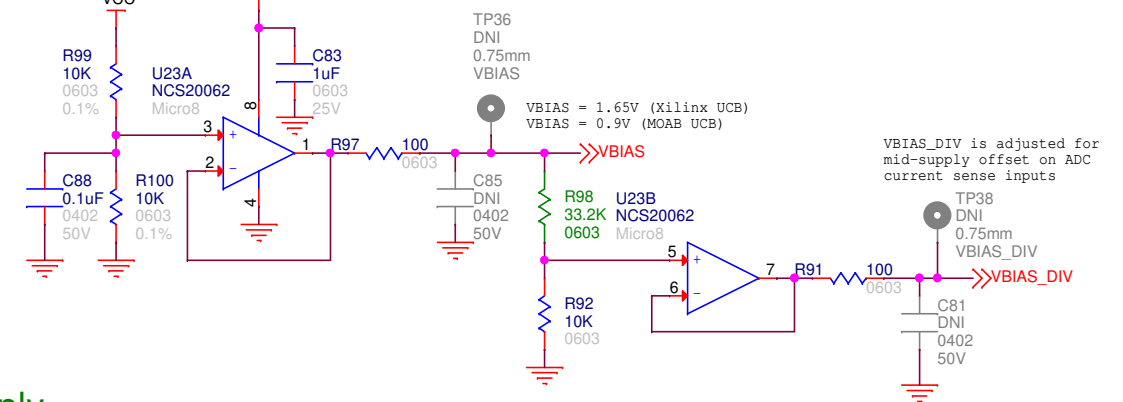 VCC
R99
10K
0603
0.1%
U23A
NCS20062
Micro8
C83
1uF
0603
25V
8
3
+
2
−
1
4
C88
0.1uF
0402
50V
R100
10K
0603
0.1%
R97
100
0603
TP36
DNI
0.75mm
VBIAS
VBIAS = 1.65V (Xilinx UCB)
VBIAS = 0.9V (MOAB UCB)
VBIAS
C85
DNI
0402
50V
R98
33.2K
0603
U23B
NCS20062
Micro8
5
+
6
−
7
R92
10K
0603
R91
100
0603
VBIAS_DIV is adjusted for
mid-supply offset on ADC
current sense inputs
TP38
DNI
0.75mm
VBIAS_DIV
VBIAS_DIV
C81
DNI
0402
50V